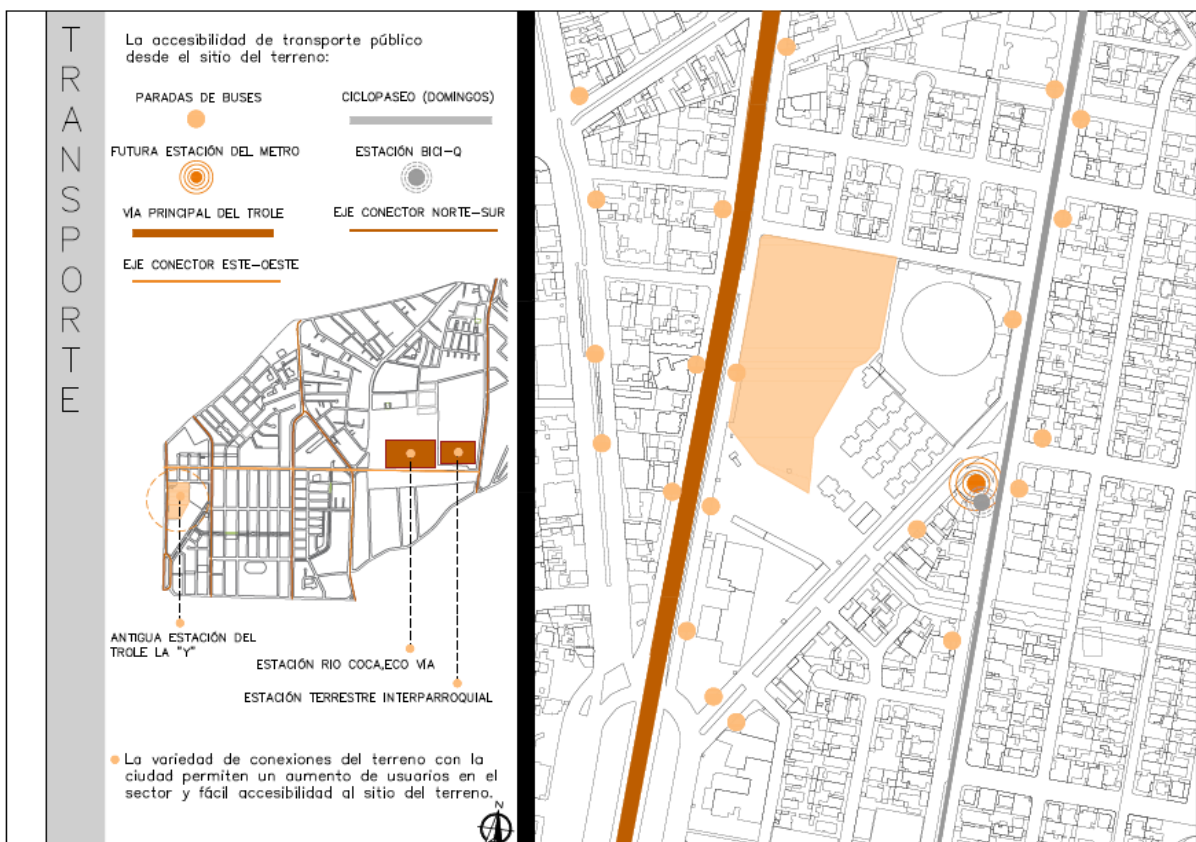 TRANSPORTE
La accesibilidad de transporte público
desde el sitio del terreno:
PARADAS DE BUSES
CICLOPASEO (DOMINGOS)
FUTURA ESTACIÓN DEL METRO
ESTACIÓN BICI-Q
VÍA PRINCIPAL DEL TROLE
EJE CONECTOR NORTE-SUR
EJE CONECTOR ESTE-OESTE
ANTIGUA ESTACIÓN DEL
TROLE LA "Y"
ESTACIÓN RIO COCA,ECO VÍA
ESTACIÓN TERRESTRE INTERPARROQUIAL
La variedad de conexiones del terreno con la
ciudad permiten un aumento de usuarios en el
sector y fácil accesibilidad al sitio del terreno.
N